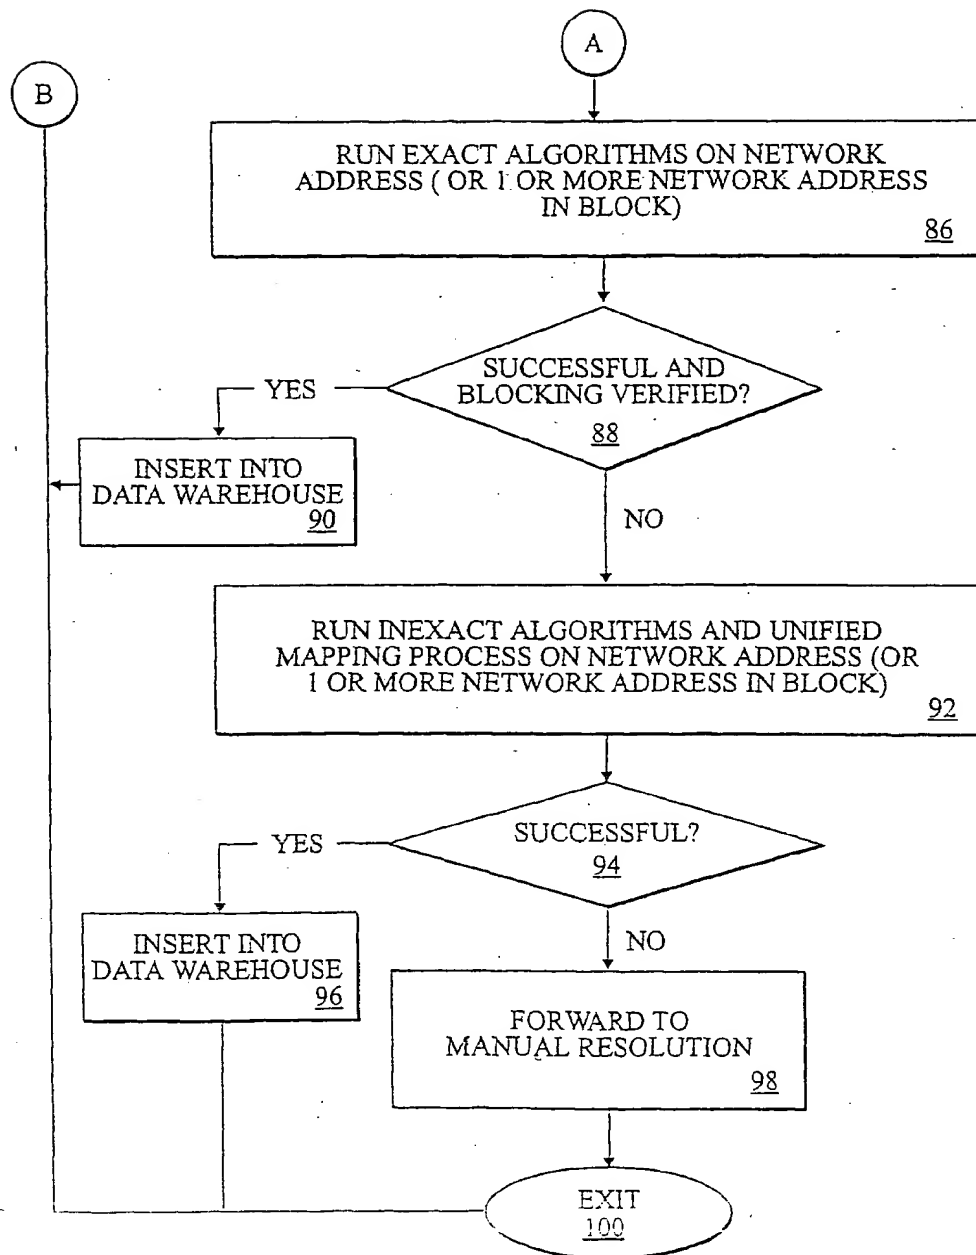 A
B
RUN EXACT ALGORITHMS ON NETWORK
ADDRESS ( OR 1 OR MORE NETWORK ADDRESS
IN BLOCK)
86
SUCCESSFUL AND
BLOCKING VERIFIED?
88
YES
INSERT INTO
DATA WAREHOUSE
90
NO
RUN INEXACT ALGORITHMS AND UNIFIED
MAPPING PROCESS ON NETWORK ADDRESS (OR
1 OR MORE NETWORK ADDRESS IN BLOCK)
92
SUCCESSFUL?
94
YES
INSERT INTO
DATA WAREHOUSE
96
NO
FORWARD TO
MANUAL RESOLUTION
98
EXIT
100